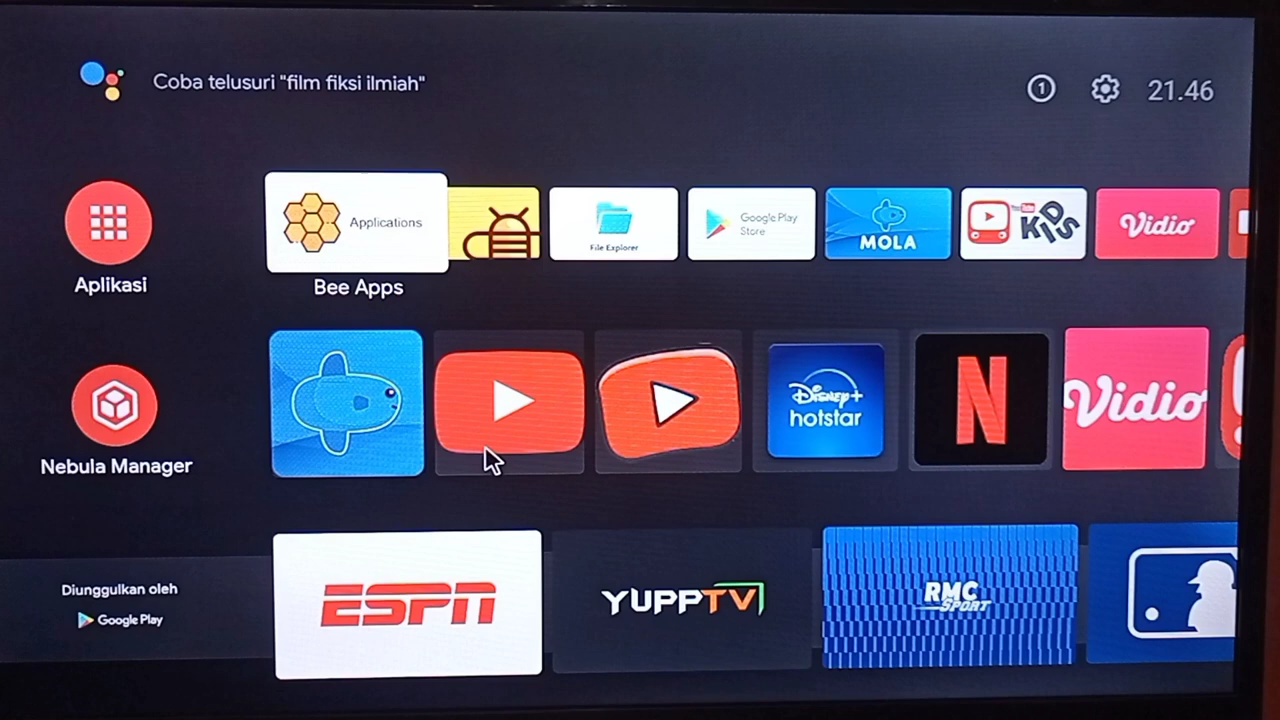 Coba telusuri "film fiksi ilmiah"
1
21.46
Applications
File Explorer
Google Play
Store
MOLA
YouTube
KIDS
Vidio
Aplikasi
Bee Apps
Disney+
hotstar
N
Vidio
Nebula Manager
Diunggulkan oleh
Google Play
ESPN
YUPPTV
RMC
SPORT